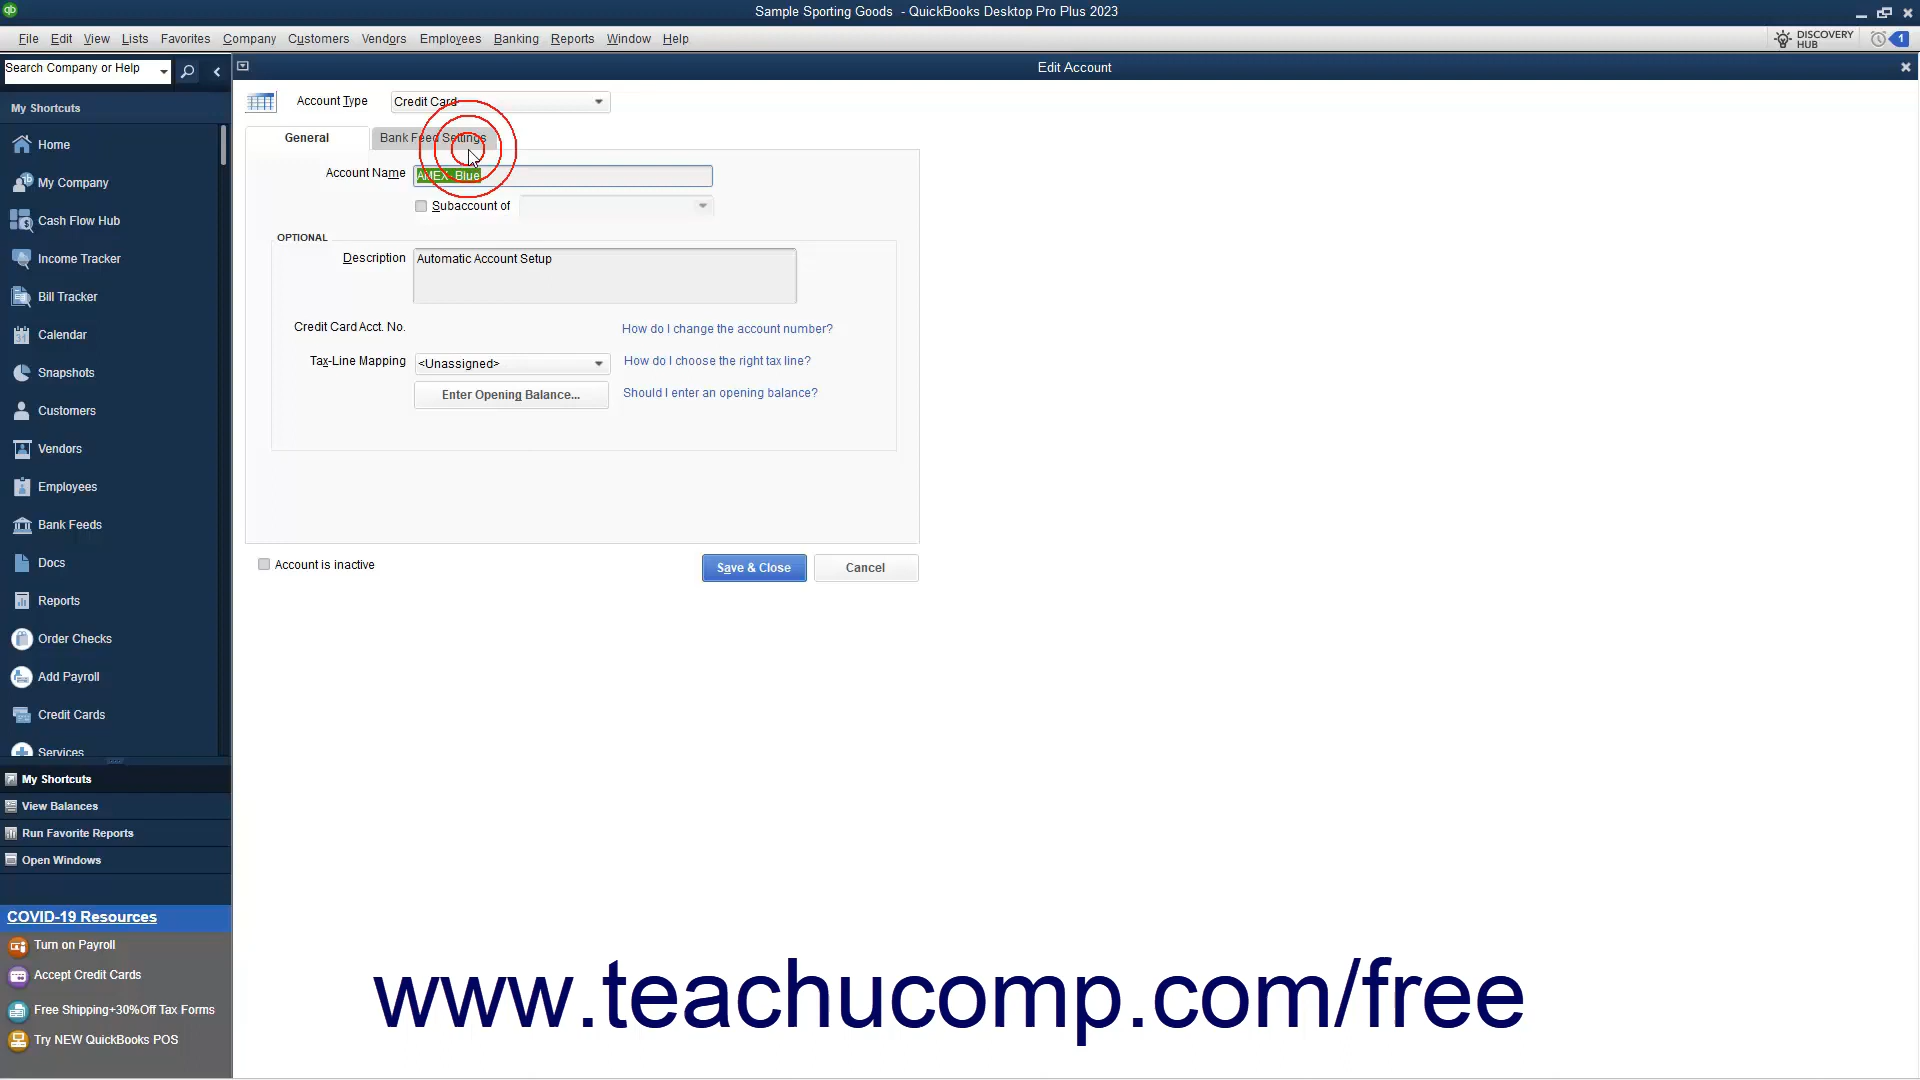 qb
Sample Sporting Goods - QuickBooks Desktop Pro Plus 2023
File Edit View Lists Favorites Company Customers Vendors Employees Banking Reports Window Help
DISCOVERY HUB
1
Search Company or Help
Edit Account
My Shortcuts
Home
My Company
Cash Flow Hub
Income Tracker
Bill Tracker
Calendar
Snapshots
Customers
Vendors
Employees
Bank Feeds
Docs
Reports
Order Checks
Add Payroll
Credit Cards
Services
My Shortcuts
View Balances
Run Favorite Reports
Open Windows
COVID-19 Resources
Turn on Payroll
Accept Credit Cards
Free Shipping+30%Off Tax Forms
Try NEW QuickBooks POS
Account Type Credit Card
General Bank Feed Settings
Account Name AMEX Blue
Subaccount of
OPTIONAL
Description Automatic Account Setup
Credit Card Acct. No. How do I change the account number?
Tax-Line Mapping <Unassigned> How do I choose the right tax line?
Enter Opening Balance... Should I enter an opening balance?
Account is inactive Save & Close Cancel
www.teachucomp.com/free